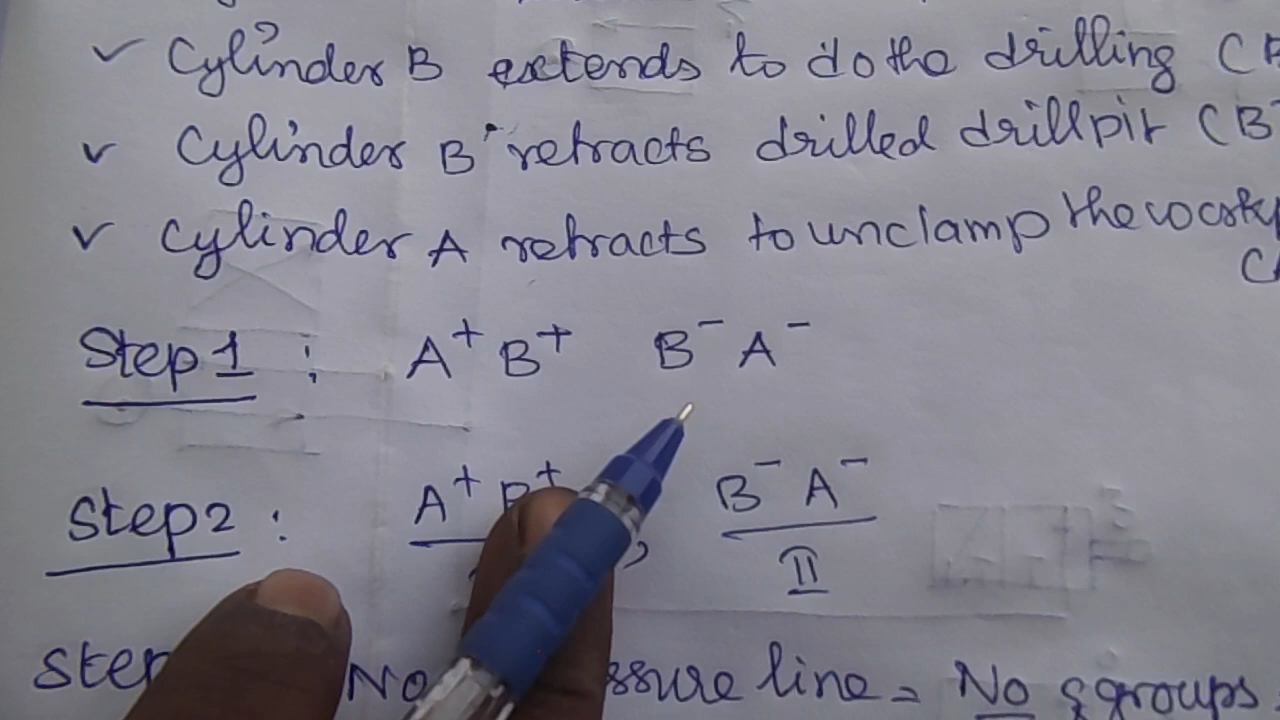 ✓ Cylinder B extends to do the drilling (B
✓ Cylinder B retracts drilled drillpit (B⁻
✓ Cylinder A retracts to unclamp the
Step 1 : A⁺ B⁺ B⁻ A⁻
Step 2 : A⁺ B⁺ , B⁻ A⁻
II
No line = No of groups.